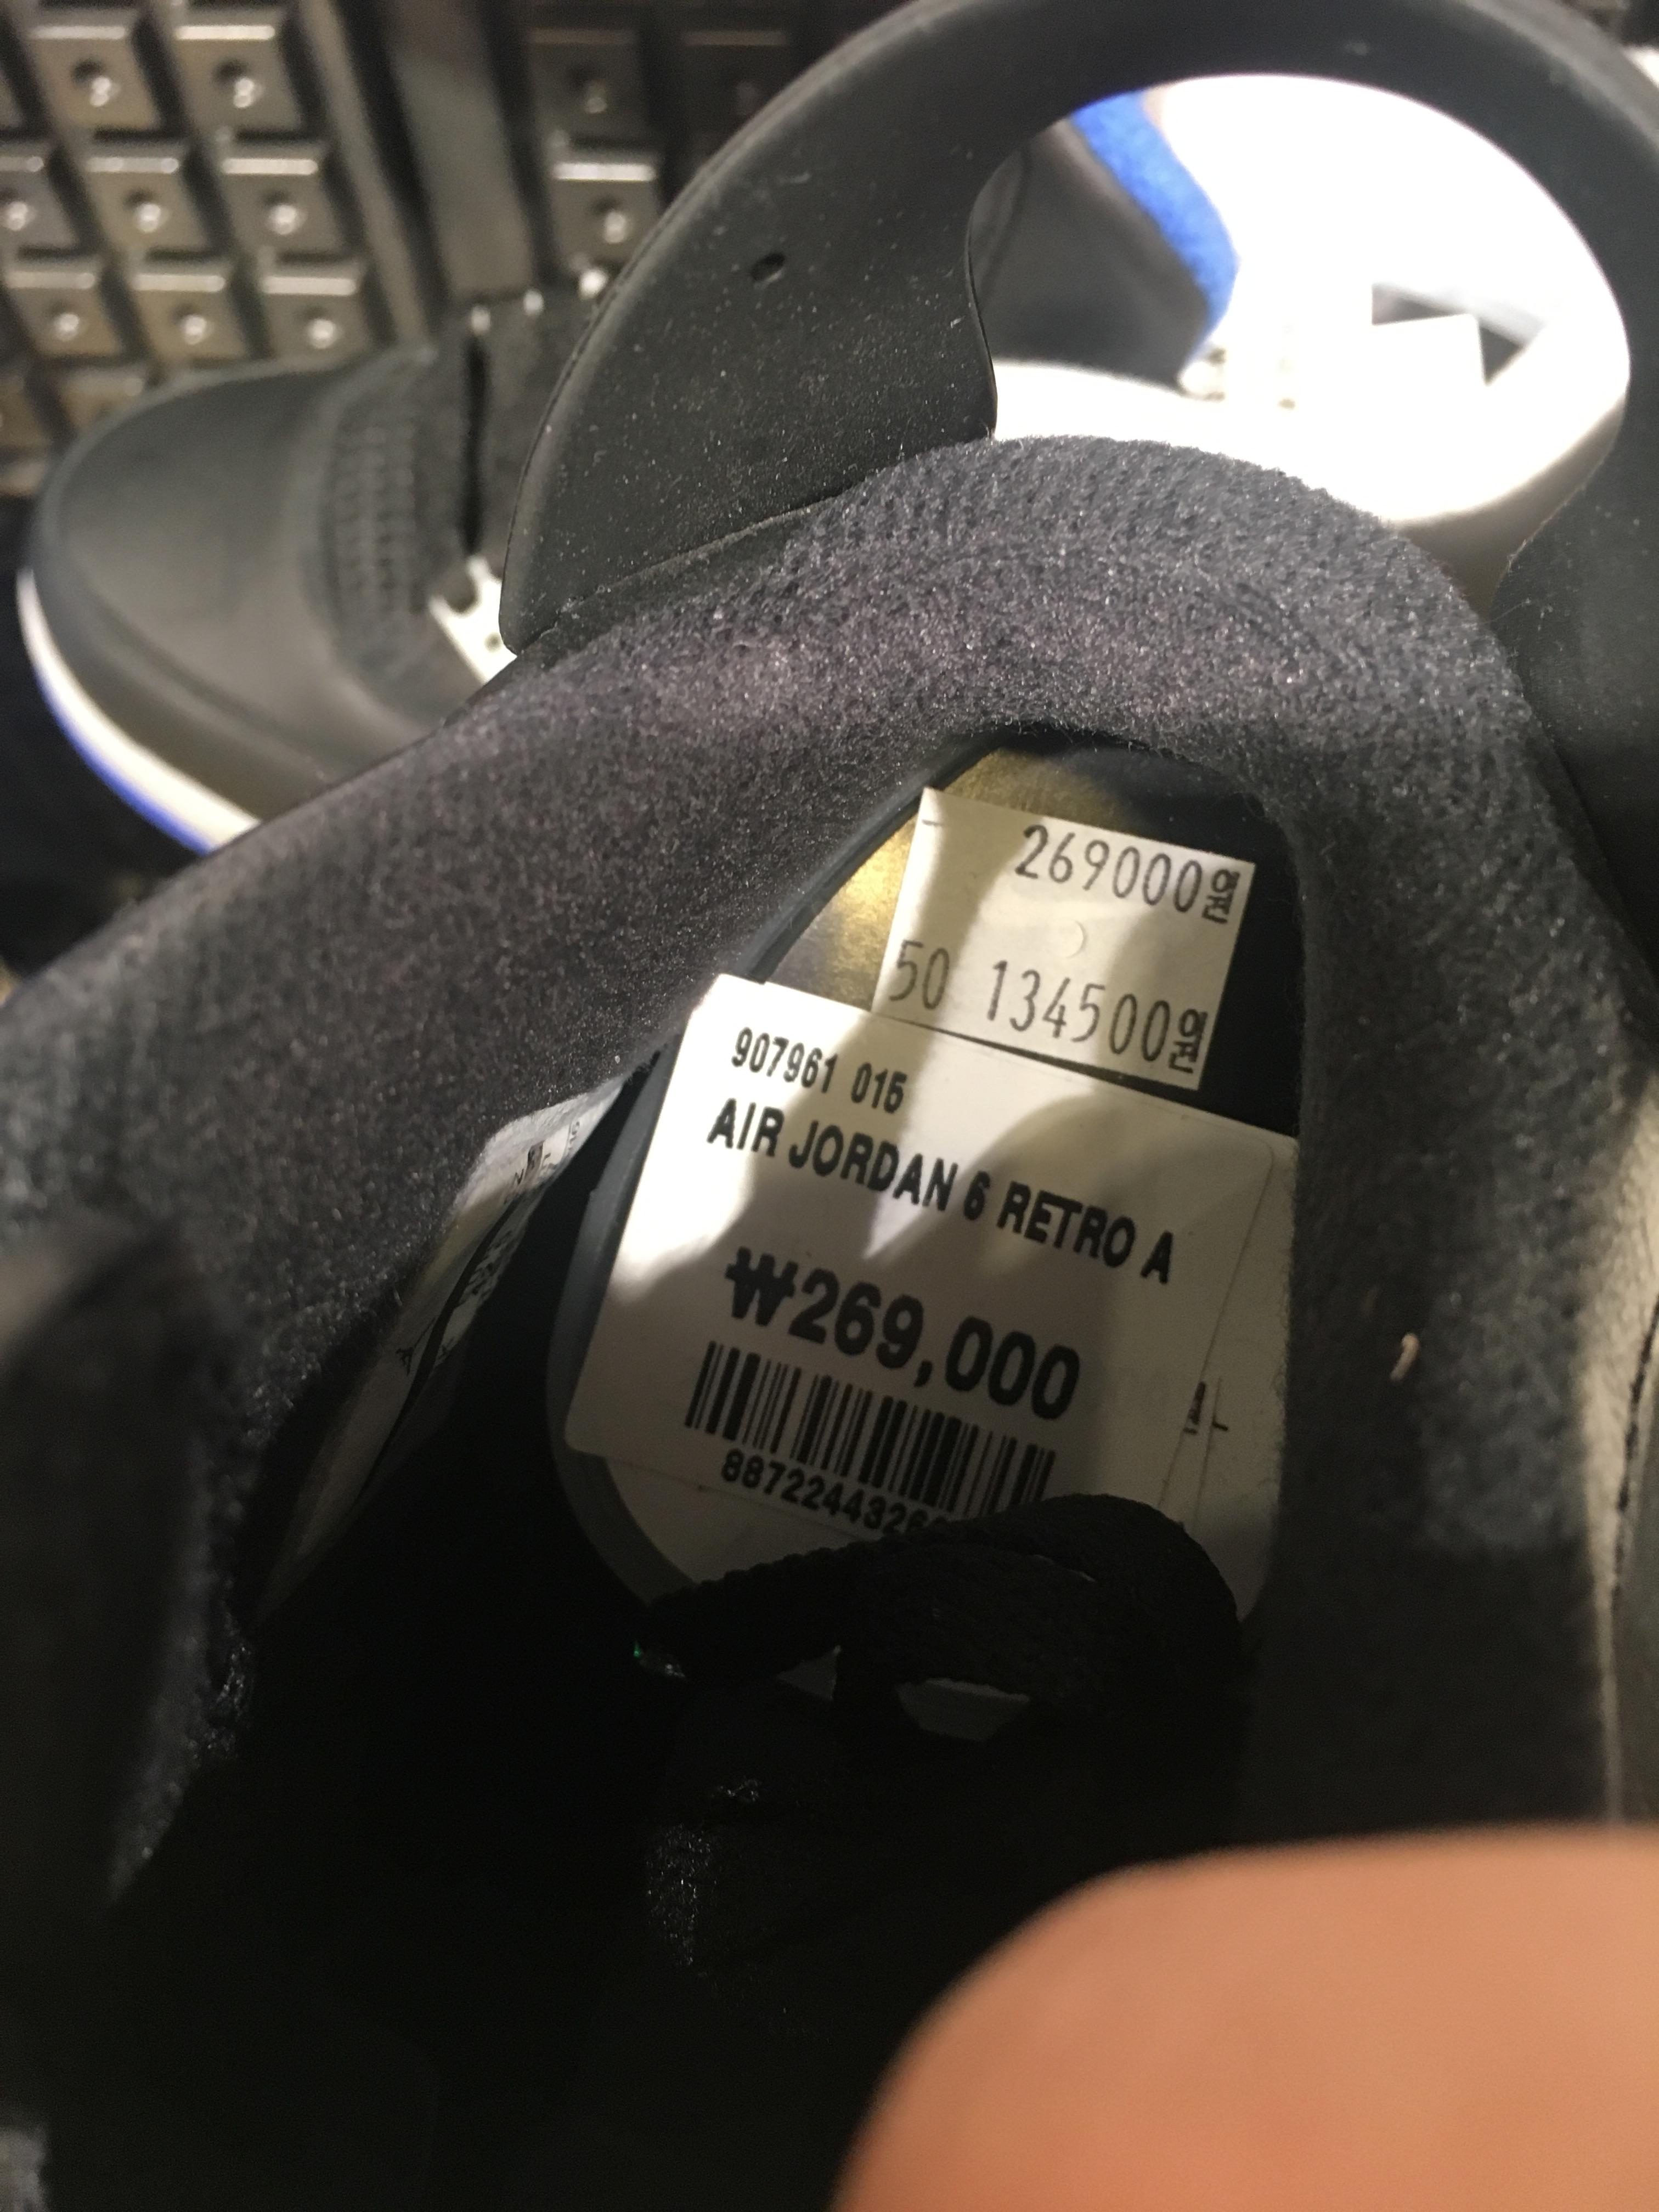 269000원
50 134500원
907961 015
AIR JORDAN 6 RETRO A
₩269,000
8872244326